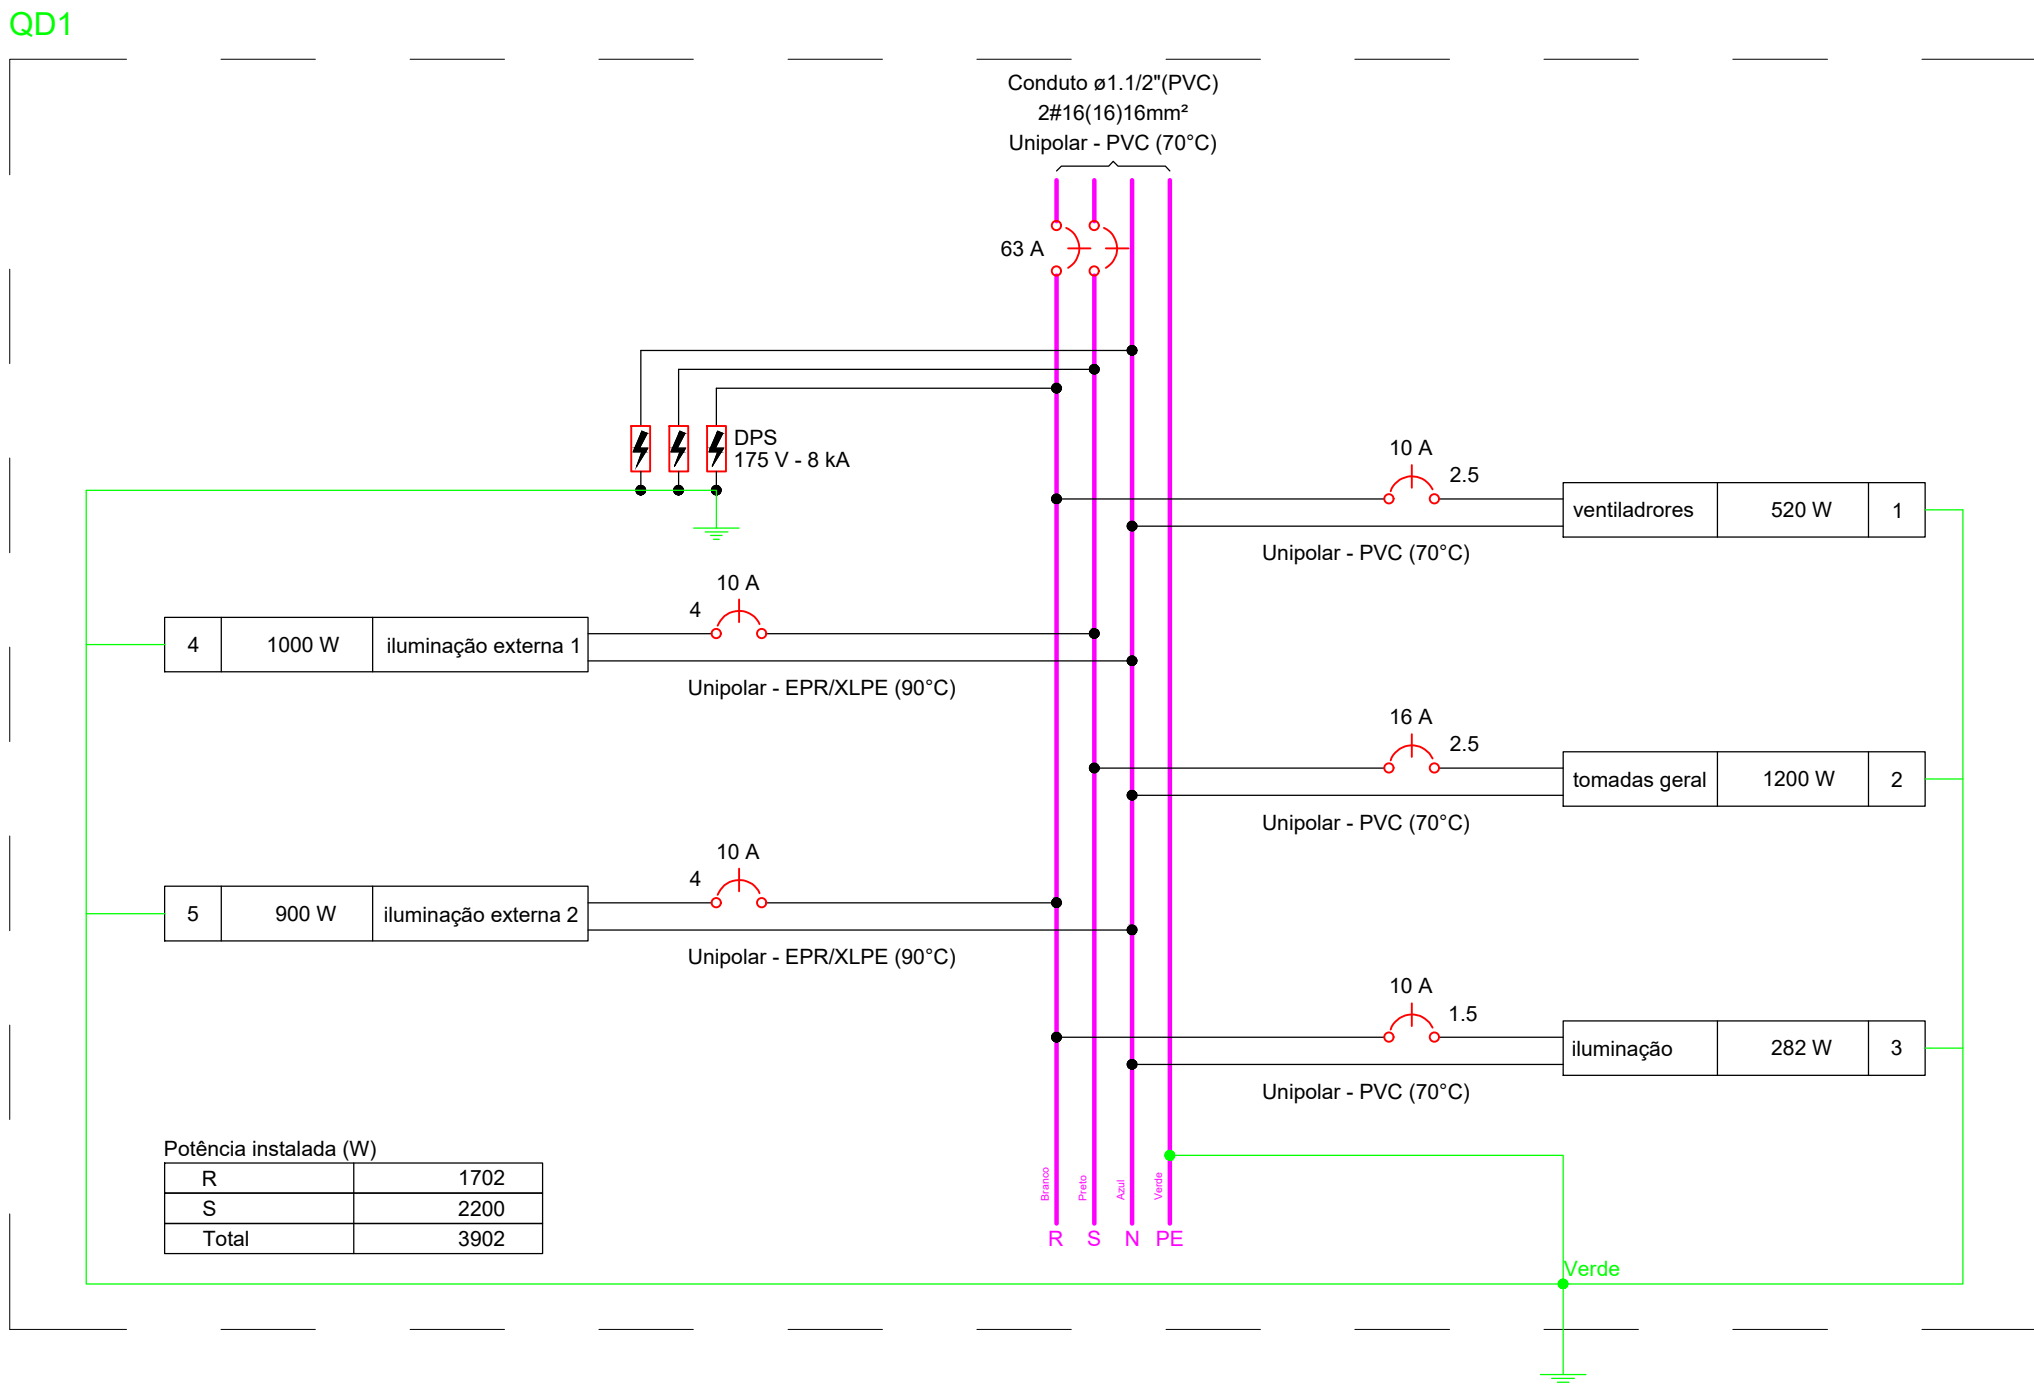 QD1
Conduto ø1.1/2"(PVC)
2#16(16)16mm²
Unipolar - PVC (70°C)
63 A
DPS
175 V - 8 kA
10 A
2.5
ventiladrores 520 W 1
Unipolar - PVC (70°C)
10 A
4
4 1000 W iluminação externa 1
Unipolar - EPR/XLPE (90°C)
16 A
2.5
tomadas geral 1200 W 2
Unipolar - PVC (70°C)
10 A
4
5 900 W iluminação externa 2
Unipolar - EPR/XLPE (90°C)
10 A
1.5
iluminação 282 W 3
Unipolar - PVC (70°C)
Potência instalada (W)
R 1702
S 2200
Total 3902
Branco
Preto
Azul
Verde
R S N PE
Verde